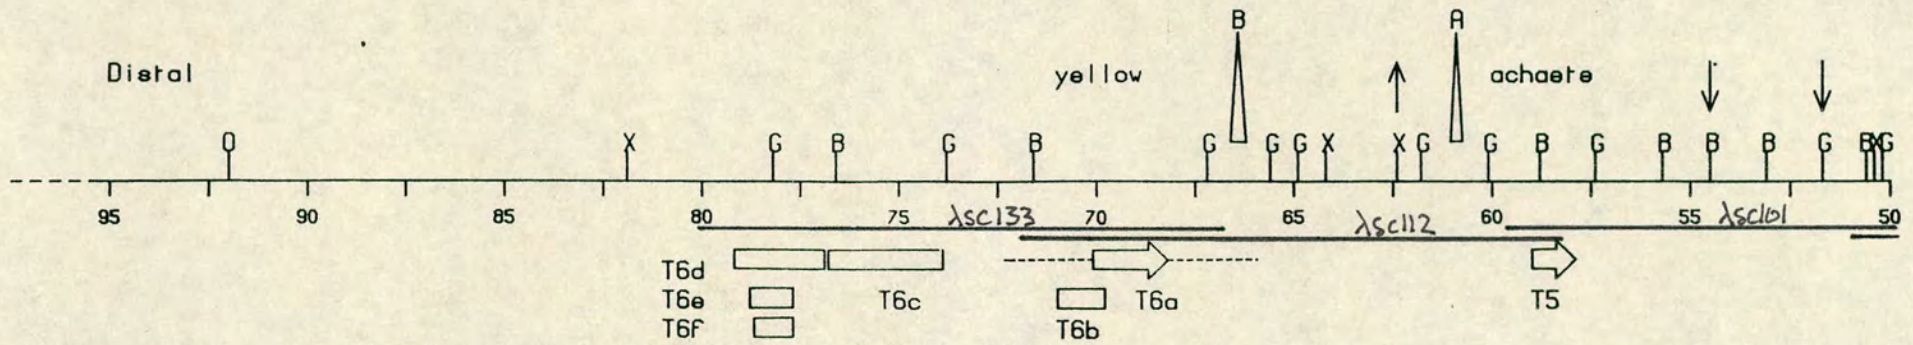 B A
Distal yellow achaete
O X G B G B G G G X X G G B G B B B G B X G
95 90 85 80 75 70 65 60 55 50
λsc133 λsc112 λsc101
T6d
T6e T6c T6a T5
T6f T6b